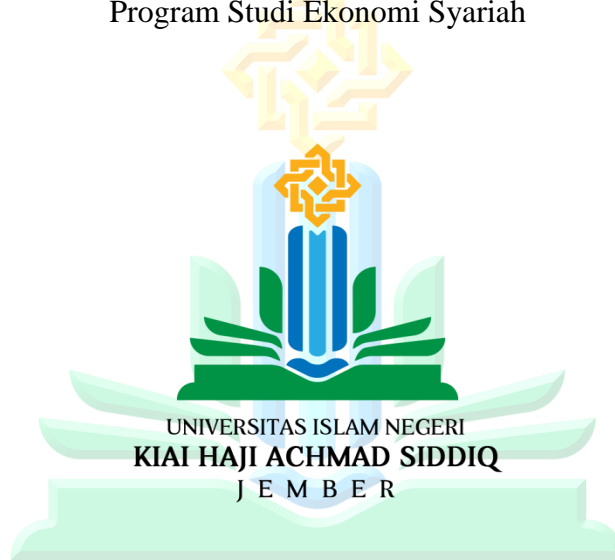 Program Studi Ekonomi Syariah
UNIVERSITAS ISLAM NEGERI
KIAI HAJI ACHMAD SIDDIQ
J E M B E R